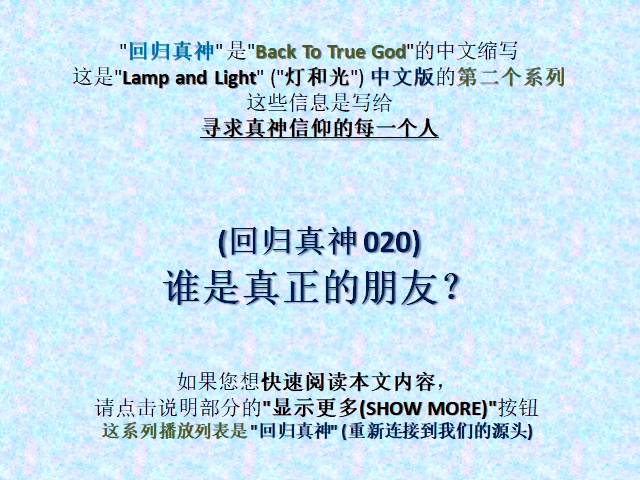 "回归真神" 是"Back To True God"的中文缩写
这是"Lamp and Light" ("灯和光") 中文版的第二个系列
这些信息是写给
寻求真神信仰的每一个人
(回归真神 020)
谁是真正的朋友？
如果您想快速阅读本文内容，
请点击说明部分的"显示更多(SHOW MORE)"按钮
这系列播放列表是 "回归真神" (重新连接到我们的源头)